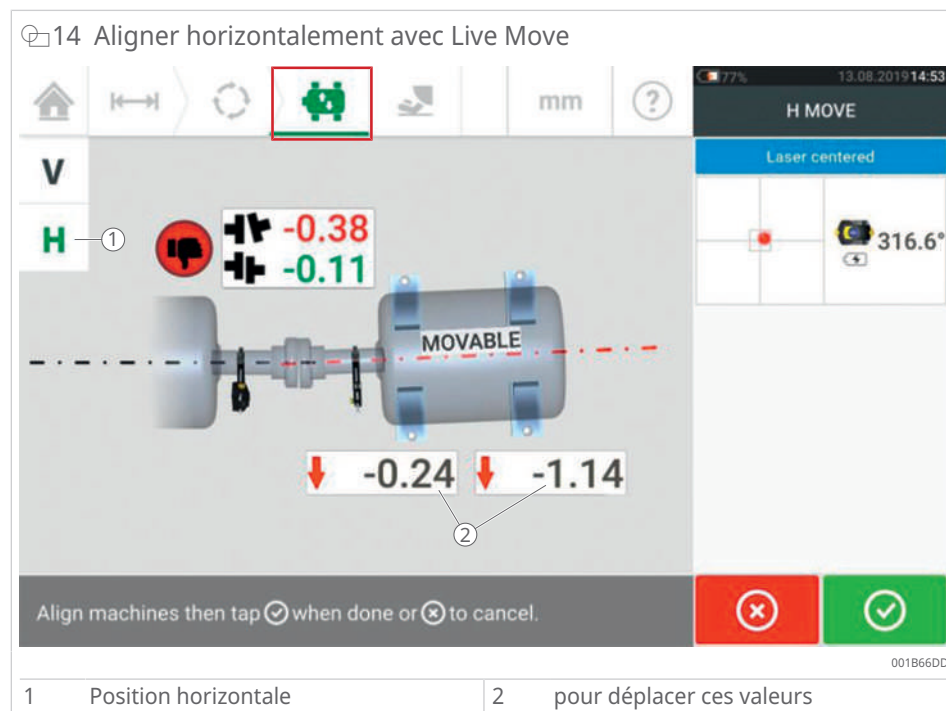 14 Aligner horizontalement avec Live Move
77% 13.08.2019 14:53
mm ?
H MOVE
Laser centered
V
H 1
-0.38
-0.11
316.6°
MOVABLE
-0.24 -1.14
2
Align machines then tap when done or to cancel.
001B66DD
1 Position horizontale 2 pour déplacer ces valeurs